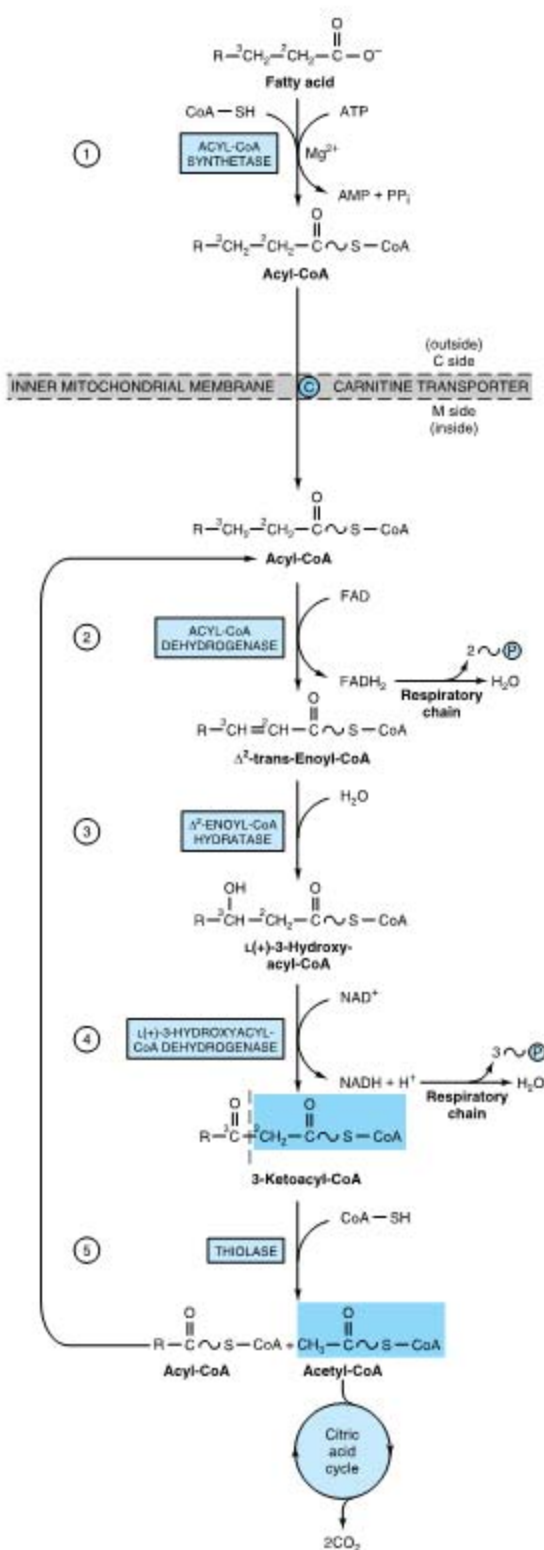 O
R—³CH₂—²CH₂—C—O⁻
Fatty acid
CoA—SH
ATP
①
ACYL-CoA
SYNTHETASE
Mg²⁺
AMP + PPᵢ
O
R—³CH₂—²CH₂—C~S—CoA
Acyl-CoA
(outside)
C side
INNER MITOCHONDRIAL MEMBRANE
C
CARNITINE TRANSPORTER
M side
(inside)
O
R—³CH₂—²CH₂—C~S—CoA
Acyl-CoA
FAD
②
ACYL-CoA
DEHYDROGENASE
2~P
FADH₂
H₂O
Respiratory
chain
O
R—³CH=²CH—C~S—CoA
Δ²-trans-Enoyl-CoA
H₂O
③
Δ²-ENOYL-CoA
HYDRATASE
OH O
R—³CH—²CH₂—C~S—CoA
L(+)-3-Hydroxy-
acyl-CoA
NAD⁺
④
L(+)-3-HYDROXYACYL-
CoA DEHYDROGENASE
3~P
NADH + H⁺
H₂O
Respiratory
chain
O O
R—³C—²CH₂—C~S—CoA
3-Ketoacyl-CoA
CoA—SH
⑤
THIOLASE
O O
R—C~S—CoA + CH₃—C~S—CoA
Acyl-CoA Acetyl-CoA
Citric
acid
cycle
2CO₂